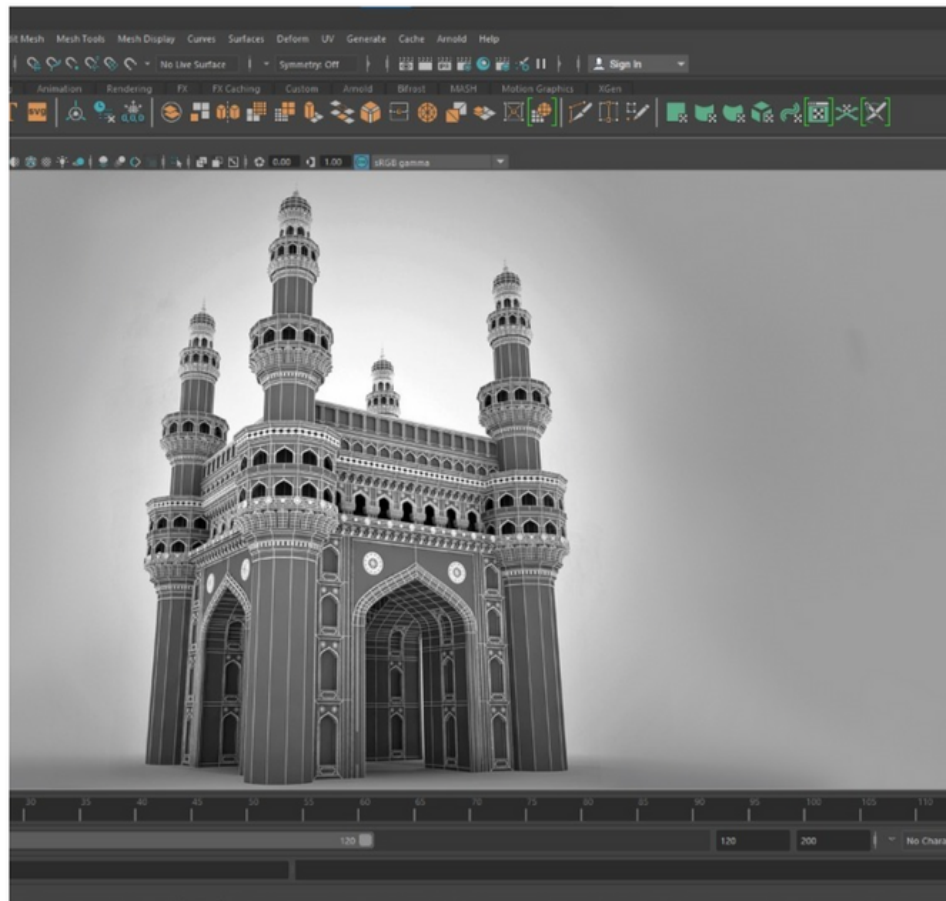 dit Mesh Mesh Tools Mesh Display Curves Surfaces Deform UV Generate Cache Arnold Help
No Live Surface Symmetry: Off Sign In
Animation Rendering FX FX Caching Custom Arnold Bifrost MASH Motion Graphics XGen
SVG
0.00 1.00 sRGB gamma
30 35 40 45 50 55 60 65 70 75 80 85 90 95 100 105 110
120 120 200 No Chara